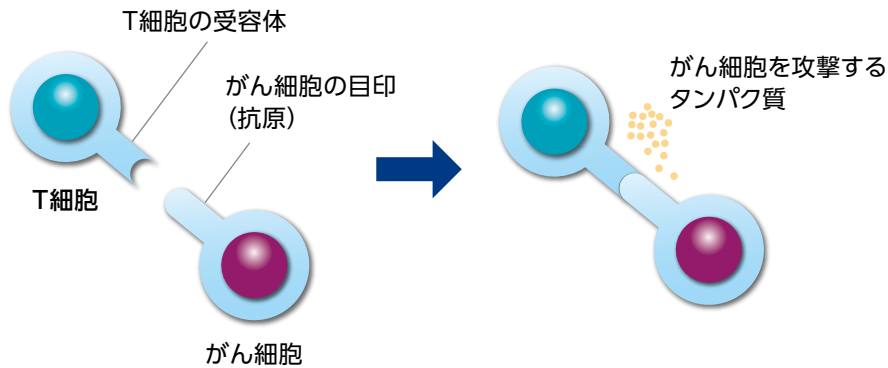 T細胞の受容体
がん細胞の目印
（抗原）
T細胞
がん細胞
がん細胞を攻撃する
タンパク質